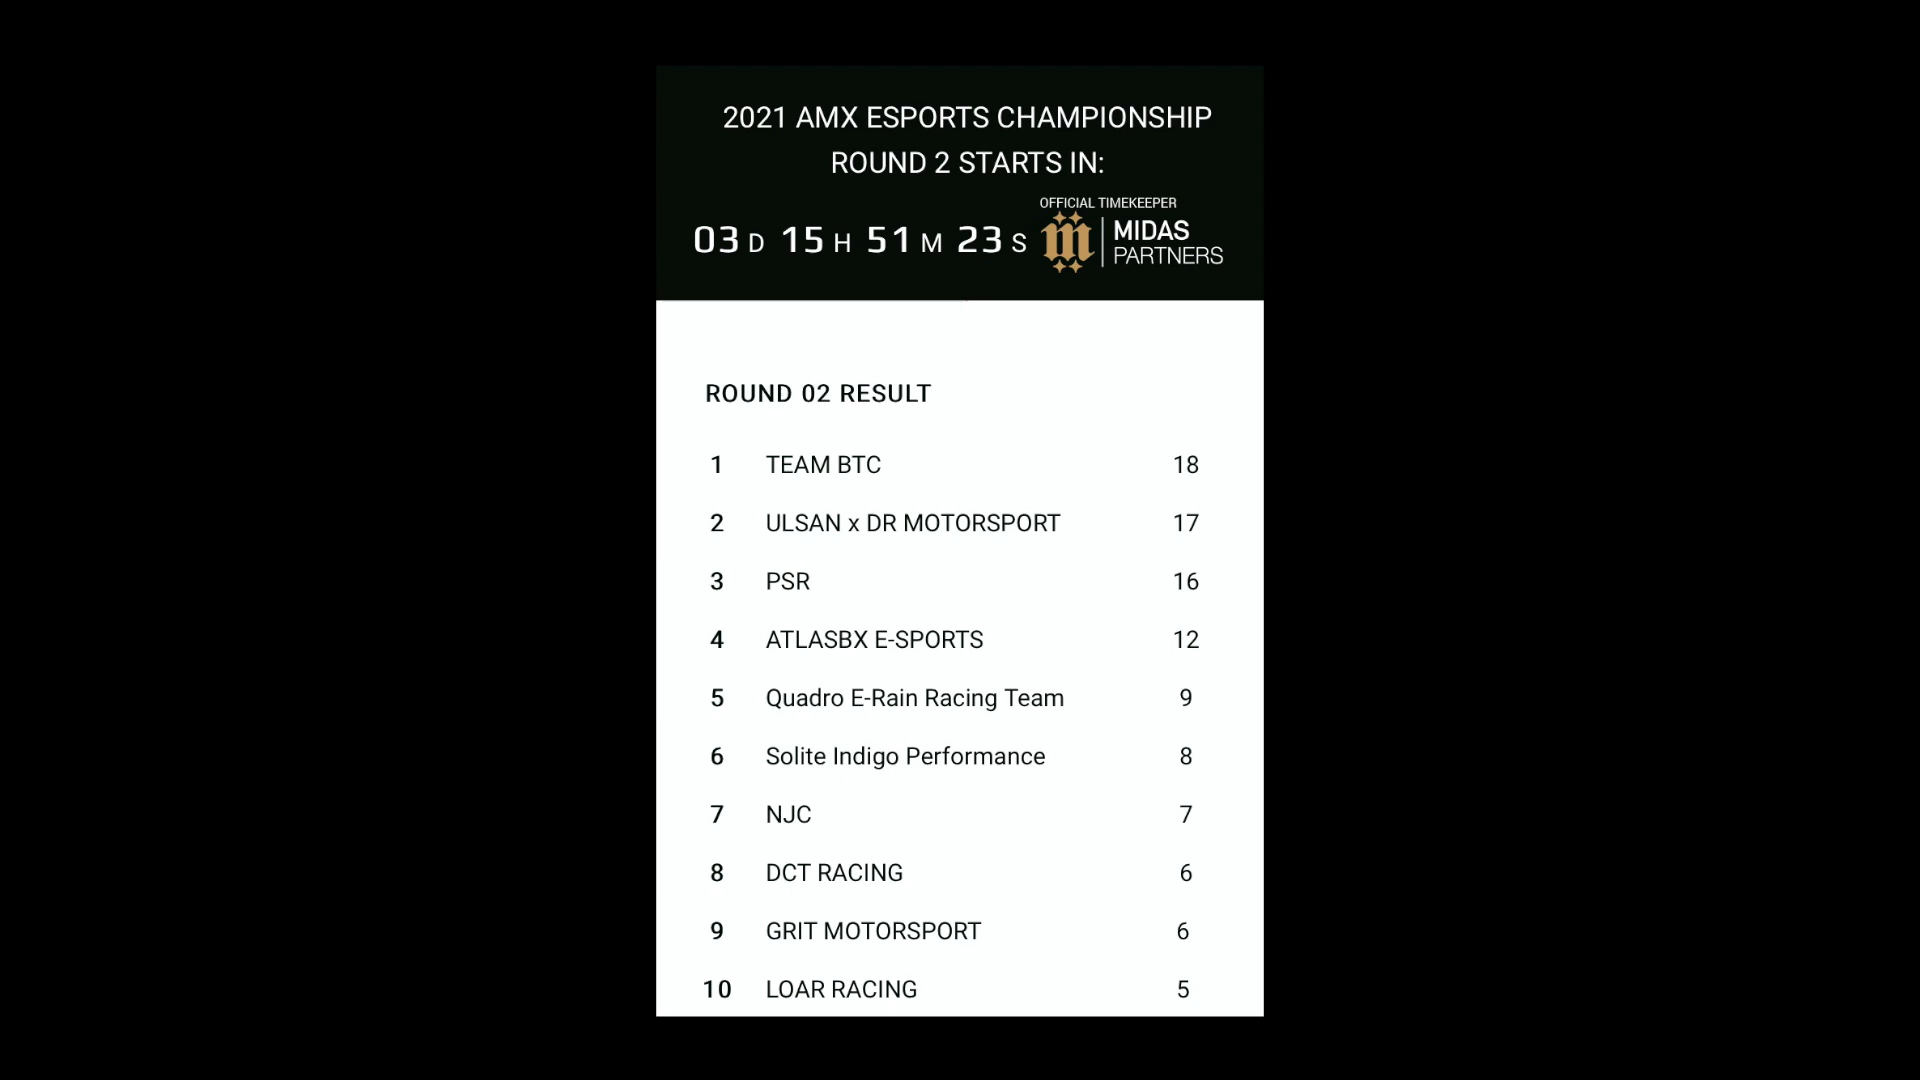 2021 AMX ESPORTS CHAMPIONSHIP
ROUND 2 STARTS IN:
OFFICIAL TIMEKEEPER
03 D 15 H 51 M 23 S
MIDAS
PARTNERS
ROUND 02 RESULT
1 TEAM BTC 18
2 ULSAN x DR MOTORSPORT 17
3 PSR 16
4 ATLASBX E-SPORTS 12
5 Quadro E-Rain Racing Team 9
6 Solite Indigo Performance 8
7 NJC 7
8 DCT RACING 6
9 GRIT MOTORSPORT 6
10 LOAR RACING 5